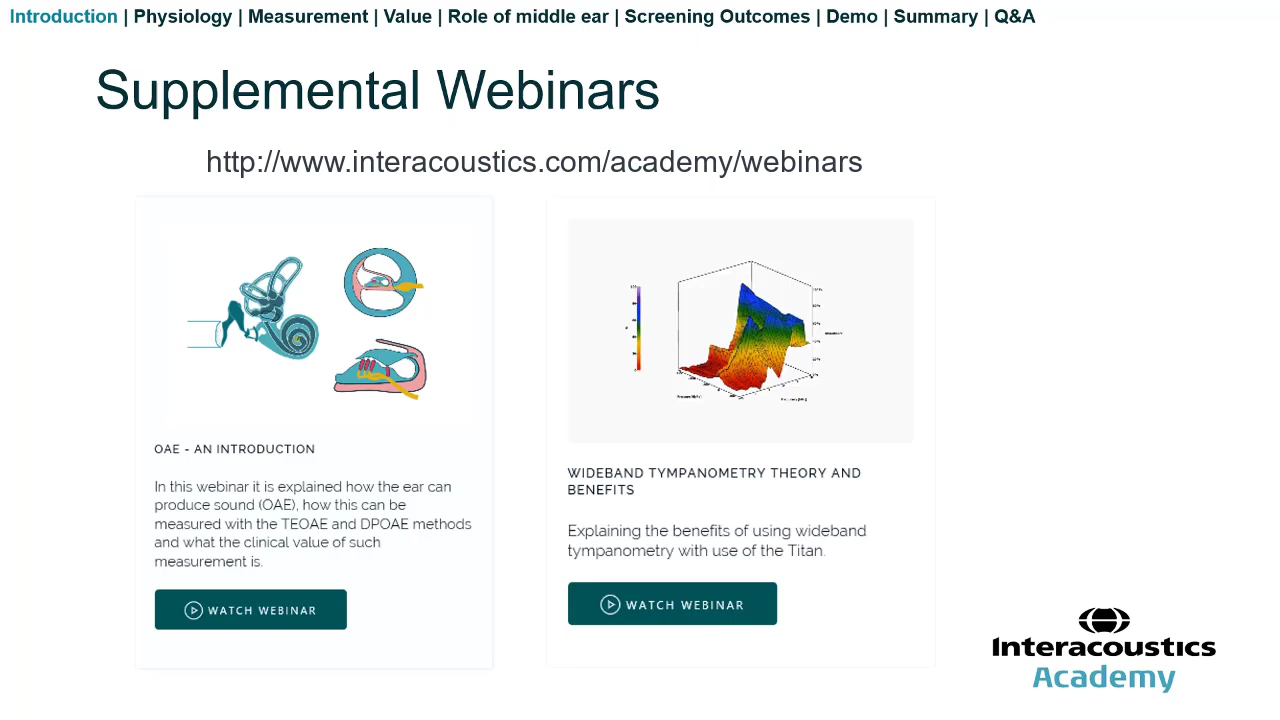 Introduction | Physiology | Measurement | Value | Role of middle ear | Screening Outcomes | Demo | Summary | Q&A
Supplemental Webinars
http://www.interacoustics.com/academy/webinars
OAE - AN INTRODUCTION
In this webinar it is explained how the ear can
produce sound (OAE), how this can be
measured with the TEOAE and DPOAE methods
and what the clinical value of such
measurement is.
WATCH WEBINAR
WIDEBAND TYMPANOMETRY THEORY AND
BENEFITS
Explaining the benefits of using wideband
tympanometry with use of the Titan.
WATCH WEBINAR
Interacoustics
Academy